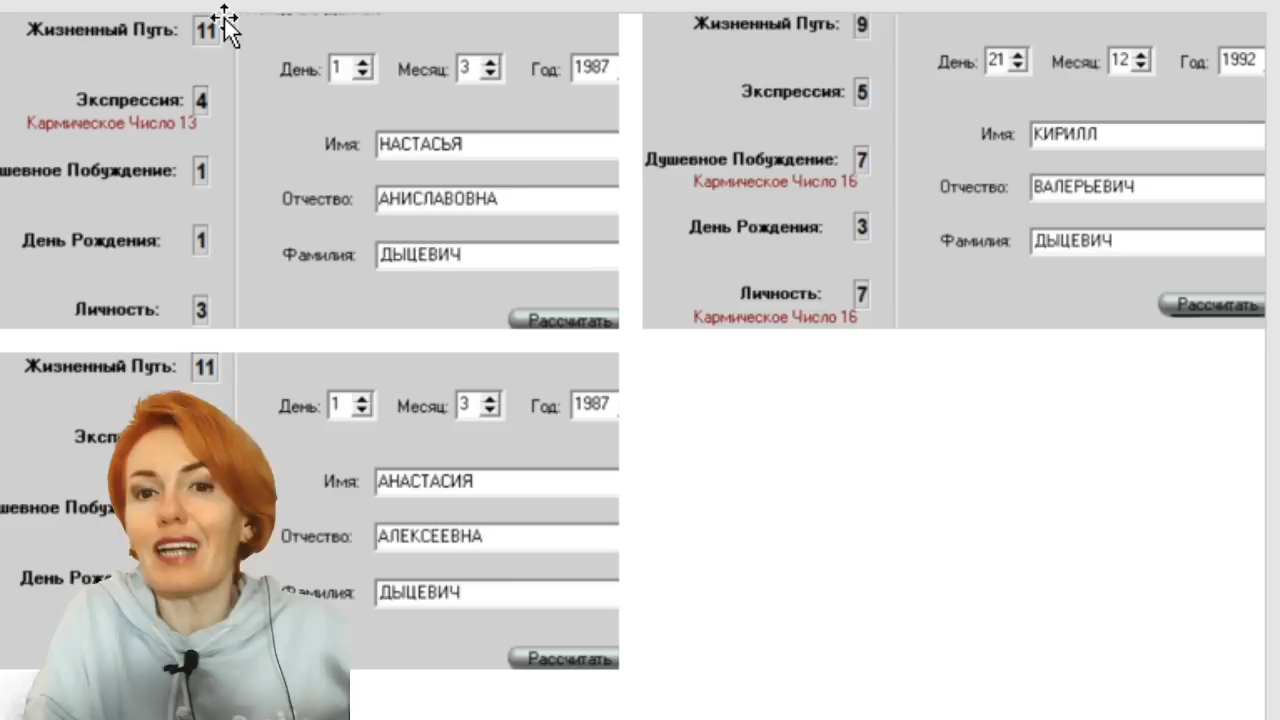 Жизненный Путь: 11
День: 1 Месяц: 3 Год: 1987
Экспрессия: 4
Кармическое Число 13
Имя: НАСТАСЬЯ
шевное Побуждение: 1
Отчество: АНИСЛАВОВНА
День Рождения: 1
Фамилия: ДЫЦЕВИЧ
Личность: 3
Рассчитать
Жизненный Путь: 9
День: 21 Месяц: 12 Год: 1992
Экспрессия: 5
Имя: КИРИЛЛ
Душевное Побуждение: 7
Кармическое Число 16
Отчество: ВАЛЕРЬЕВИЧ
День Рождения: 3
Фамилия: ДЫЦЕВИЧ
Личность: 7
Кармическое Число 16
Рассчитать
Жизненный Путь: 11
День: 1 Месяц: 3 Год: 1987
Эксп
Имя: АНАСТАСИЯ
шевное Побуж
Отчество: АЛЕКСЕЕВНА
День Рожде
Фамилия: ДЫЦЕВИЧ
Рассчитать